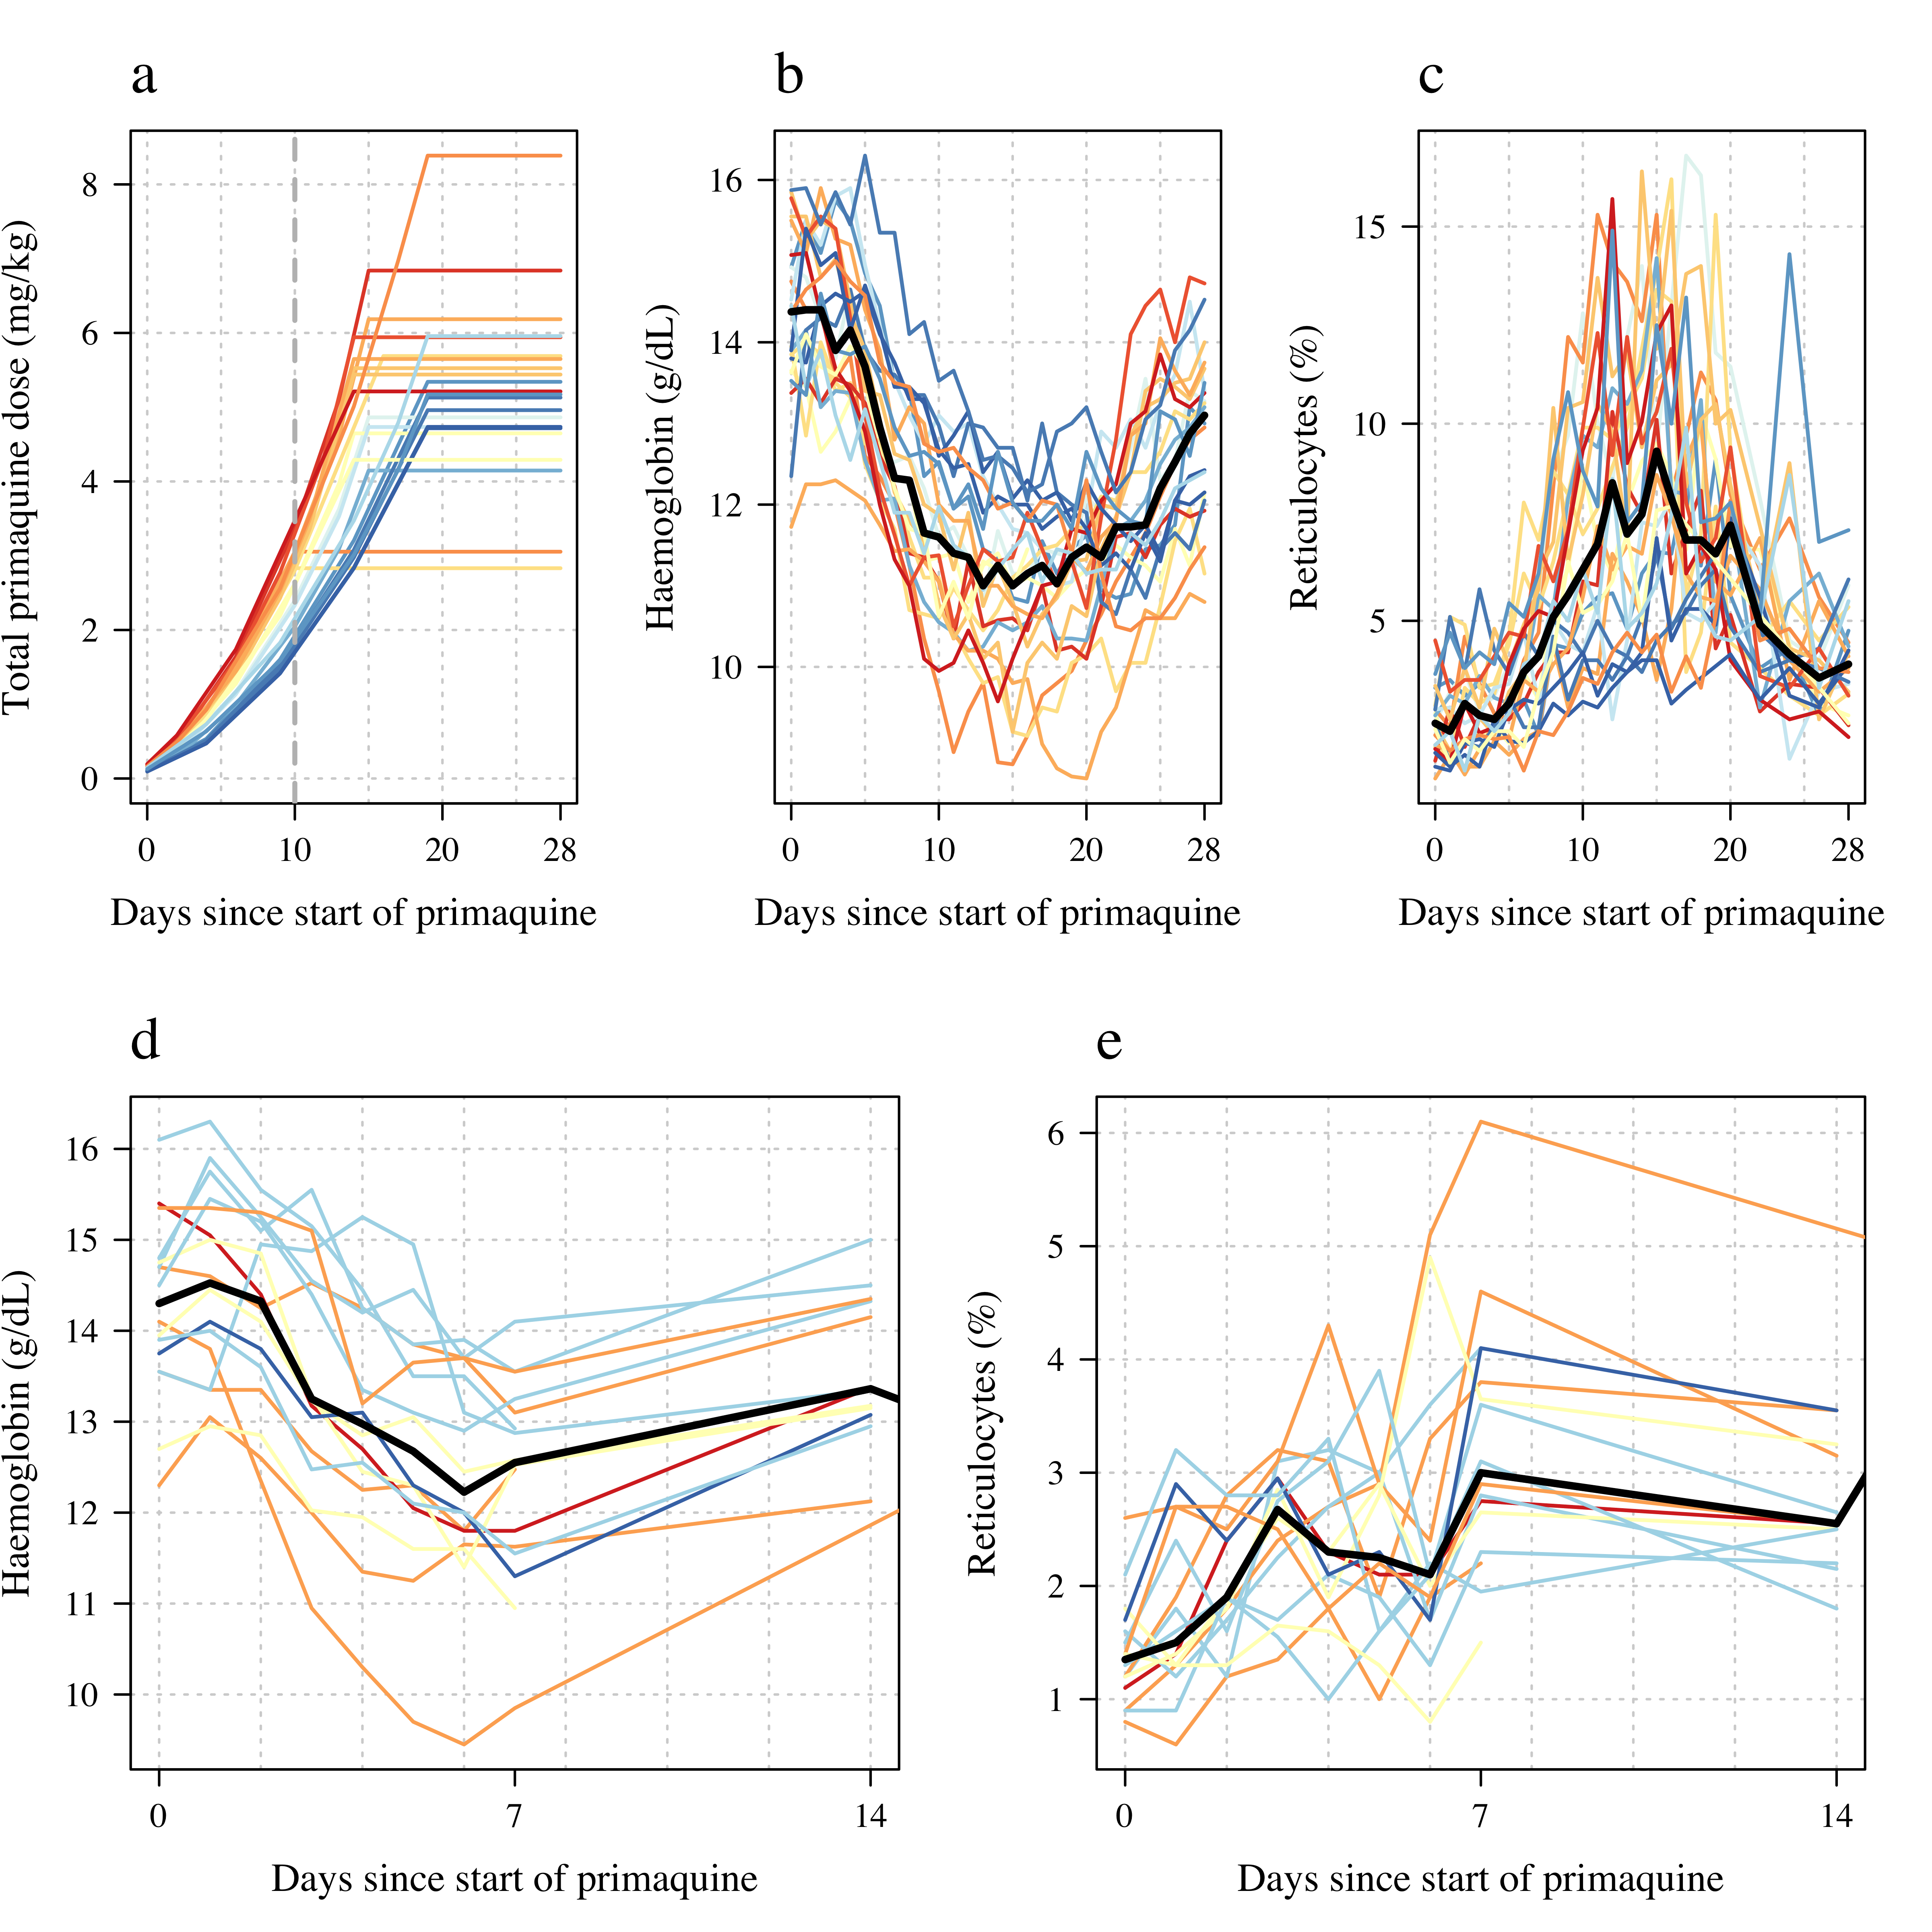 a
b
c
Total primaquine dose (mg/kg)
8
6
4
2
0
0 10 20 28
Days since start of primaquine
Haemoglobin (g/dL)
16
14
12
10
0 10 20 28
Days since start of primaquine
Reticulocytes (%)
15
10
5
0 10 20 28
Days since start of primaquine
d
e
Haemoglobin (g/dL)
16
15
14
13
12
11
10
0 7 14
Days since start of primaquine
Reticulocytes (%)
6
5
4
3
2
1
0 7 14
Days since start of primaquine